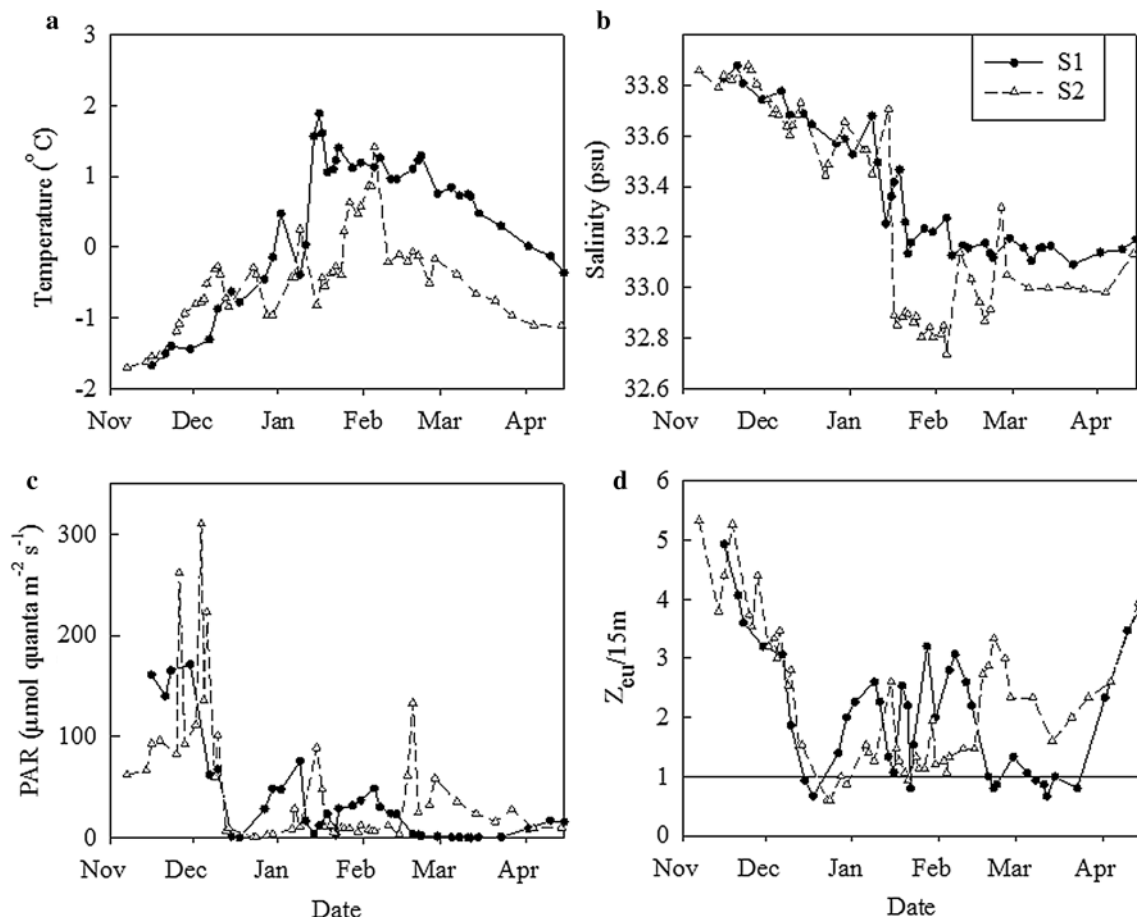 a
3
2
1
0
-1
-2
Temperature (° C)
Nov Dec Jan Feb Mar Apr
b
33.8
33.6
33.4
33.2
33.0
32.8
32.6
Salinity (psu)
S1
S2
Nov Dec Jan Feb Mar Apr
c
300
200
100
0
PAR (µmol quanta m⁻² s⁻¹)
Nov Dec Jan Feb Mar Apr
Date
d
6
5
4
3
2
1
0
Zeu/15m
Nov Dec Jan Feb Mar Apr
Date